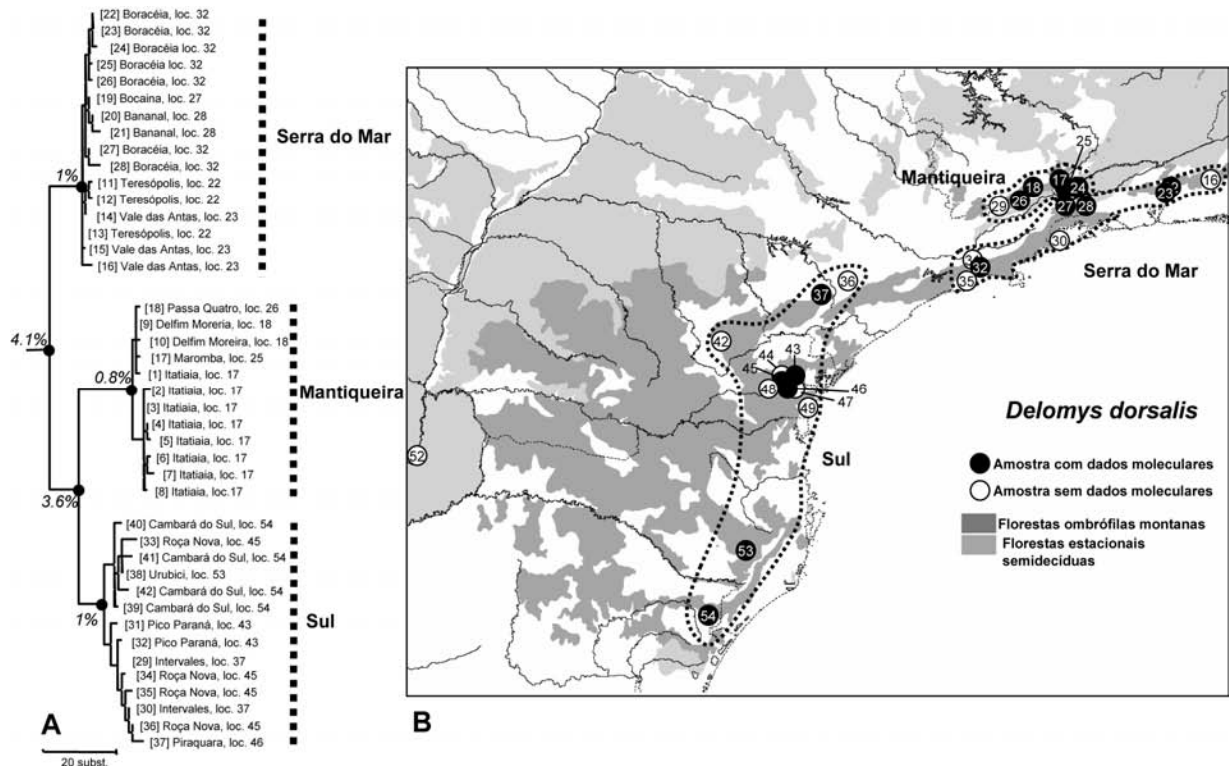 [22] Boracéia, loc. 32
[23] Boracéia, loc. 32
[24] Boracéia loc. 32
[25] Boracéia loc. 32
[26] Boracéia, loc. 32
[19] Bocaina, loc. 27
[20] Bananal, loc. 28
[21] Bananal, loc. 28
[27] Boracéia, loc. 32
[28] Boracéia, loc. 32
[11] Teresópolis, loc. 22
[12] Teresópolis, loc. 22
[14] Vale das Antas, loc. 23
[13] Teresópolis, loc. 22
[15] Vale das Antas, loc. 23
[16] Vale das Antas, loc. 23
Serra do Mar
1%
[18] Passa Quatro, loc. 26
[9] Delfim Moreria, loc. 18
[10] Delfim Moreira, loc. 18
[17] Maromba, loc. 25
[1] Itatiaia, loc. 17
[2] Itatiaia, loc. 17
[3] Itatiaia, loc. 17
[4] Itatiaia, loc. 17
[5] Itatiaia, loc. 17
[6] Itatiaia, loc. 17
[7] Itatiaia, loc. 17
[8] Itatiaia, loc.17
Mantiqueira
4.1%
0.8%
3.6%
[40] Cambará do Sul, loc. 54
[33] Roça Nova, loc. 45
[41] Cambará do Sul, loc. 54
[38] Urubici, loc. 53
[42] Cambará do Sul, loc. 54
[39] Cambará do Sul, loc. 54
[31] Pico Paraná, loc. 43
[32] Pico Paraná, loc. 43
[29] Intervales, loc. 37
[34] Roça Nova, loc. 45
[35] Roça Nova, loc. 45
[30] Intervales, loc. 37
[36] Roça Nova, loc. 45
[37] Piraquara, loc. 46
Sul
1%
A
20 subst.
25
Mantiqueira
17
18
24
29
26
27
28
23
16
30
32
35
Serra do Mar
37
36
42
44
43
45
48
46
47
49
52
Sul
53
54
Delomys dorsalis
Amostra com dados moleculares
Amostra sem dados moleculares
Florestas ombrófilas montanas
Florestas estacionais
semidecíduas
B